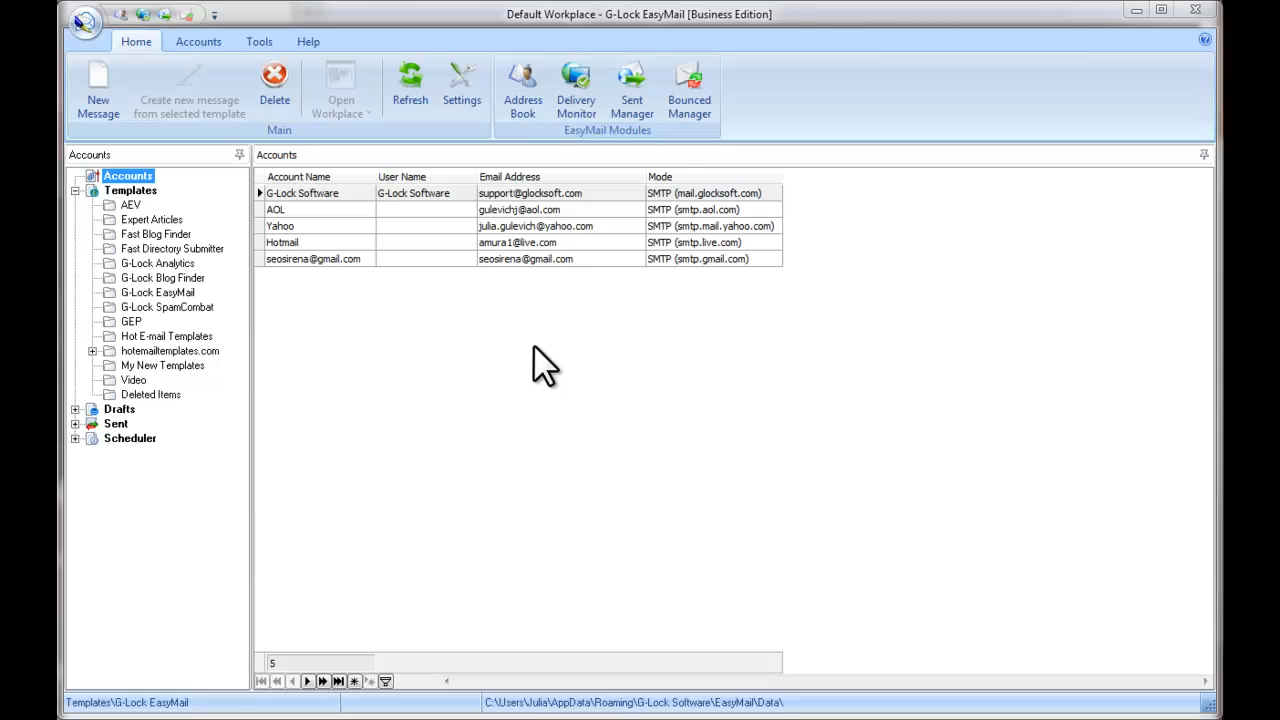 Default Workplace - G-Lock EasyMail [Business Edition]
Home Accounts Tools Help
New Message
Create new message from selected template
Delete
Open Workplace
Refresh
Settings
Address Book
Delivery Monitor
Sent Manager
Bounced Manager
Main
EasyMail Modules
Accounts
Accounts
Templates
AEV
Expert Articles
Fast Blog Finder
Fast Directory Submitter
G-Lock Analytics
G-Lock Blog Finder
G-Lock EasyMail
G-Lock SpamCombat
GEP
Hot E-mail Templates
hotemailtemplates.com
My New Templates
Video
Deleted Items
Drafts
Sent
Scheduler
Accounts
Account Name User Name Email Address Mode
G-Lock Software G-Lock Software support@glocksoft.com SMTP (mail.glocksoft.com)
AOL gulevichj@aol.com SMTP (smtp.aol.com)
Yahoo julia.gulevich@yahoo.com SMTP (smtp.mail.yahoo.com)
Hotmail amura1@live.com SMTP (smtp.live.com)
seosirena@gmail.com seosirena@gmail.com SMTP (smtp.gmail.com)
5
Templates\G-Lock EasyMail
C:\Users\Julia\AppData\Roaming\G-Lock Software\EasyMail\Data\